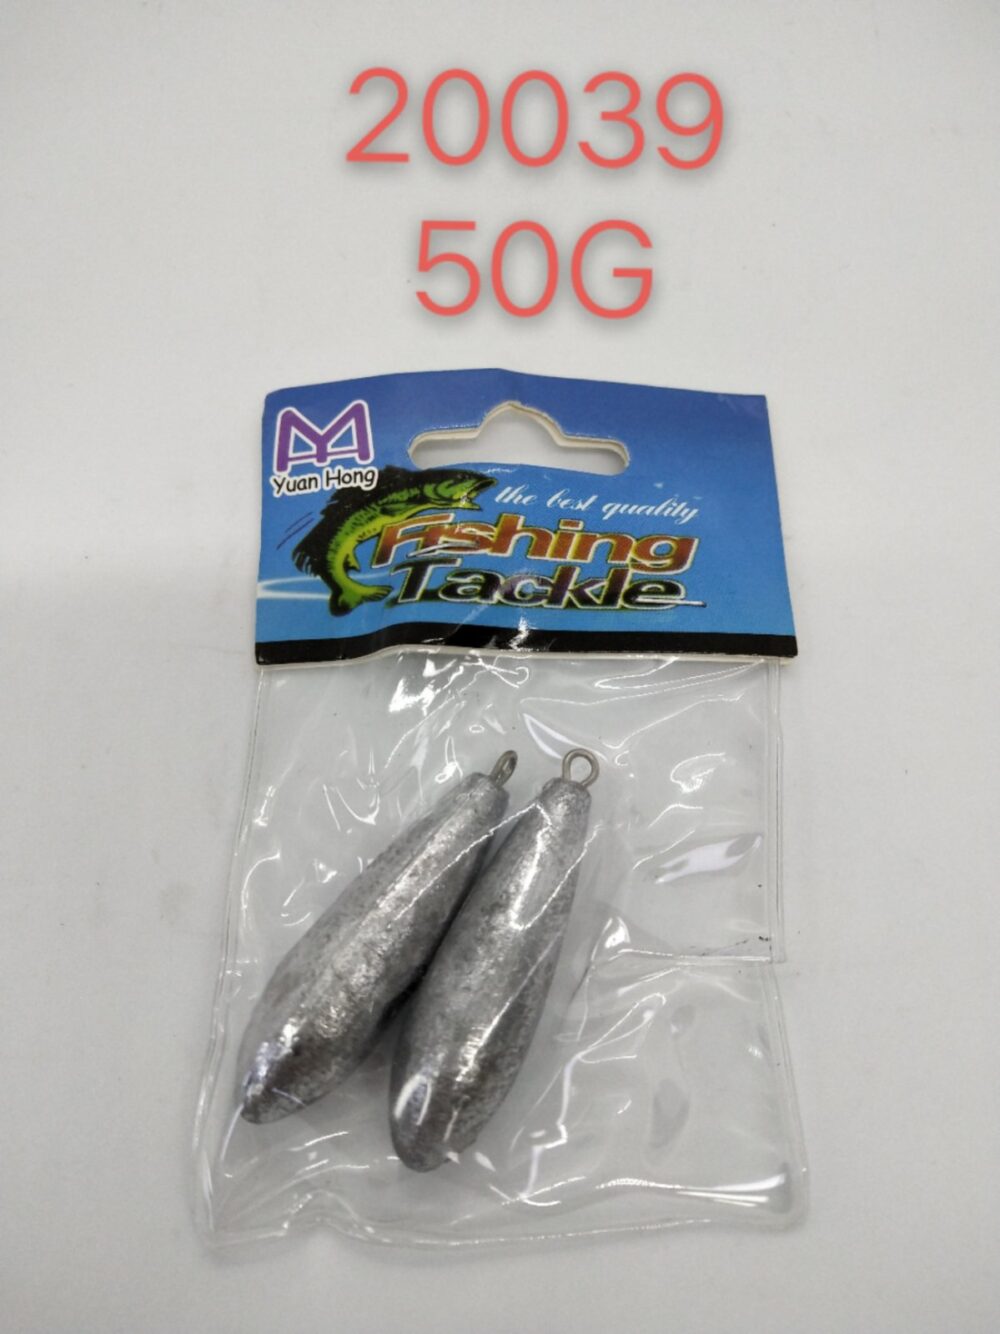 20039
50G
Yuan Hong
the best quality
Fishing
Tackle